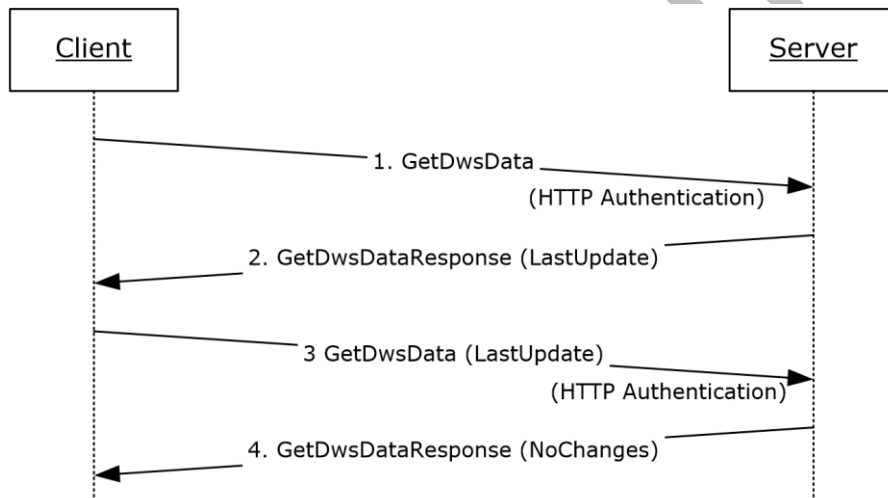 Client
Server
1. GetDwsData
(HTTP Authentication)
2. GetDwsDataResponse (LastUpdate)
3 GetDwsData (LastUpdate)
(HTTP Authentication)
4. GetDwsDataResponse (NoChanges)